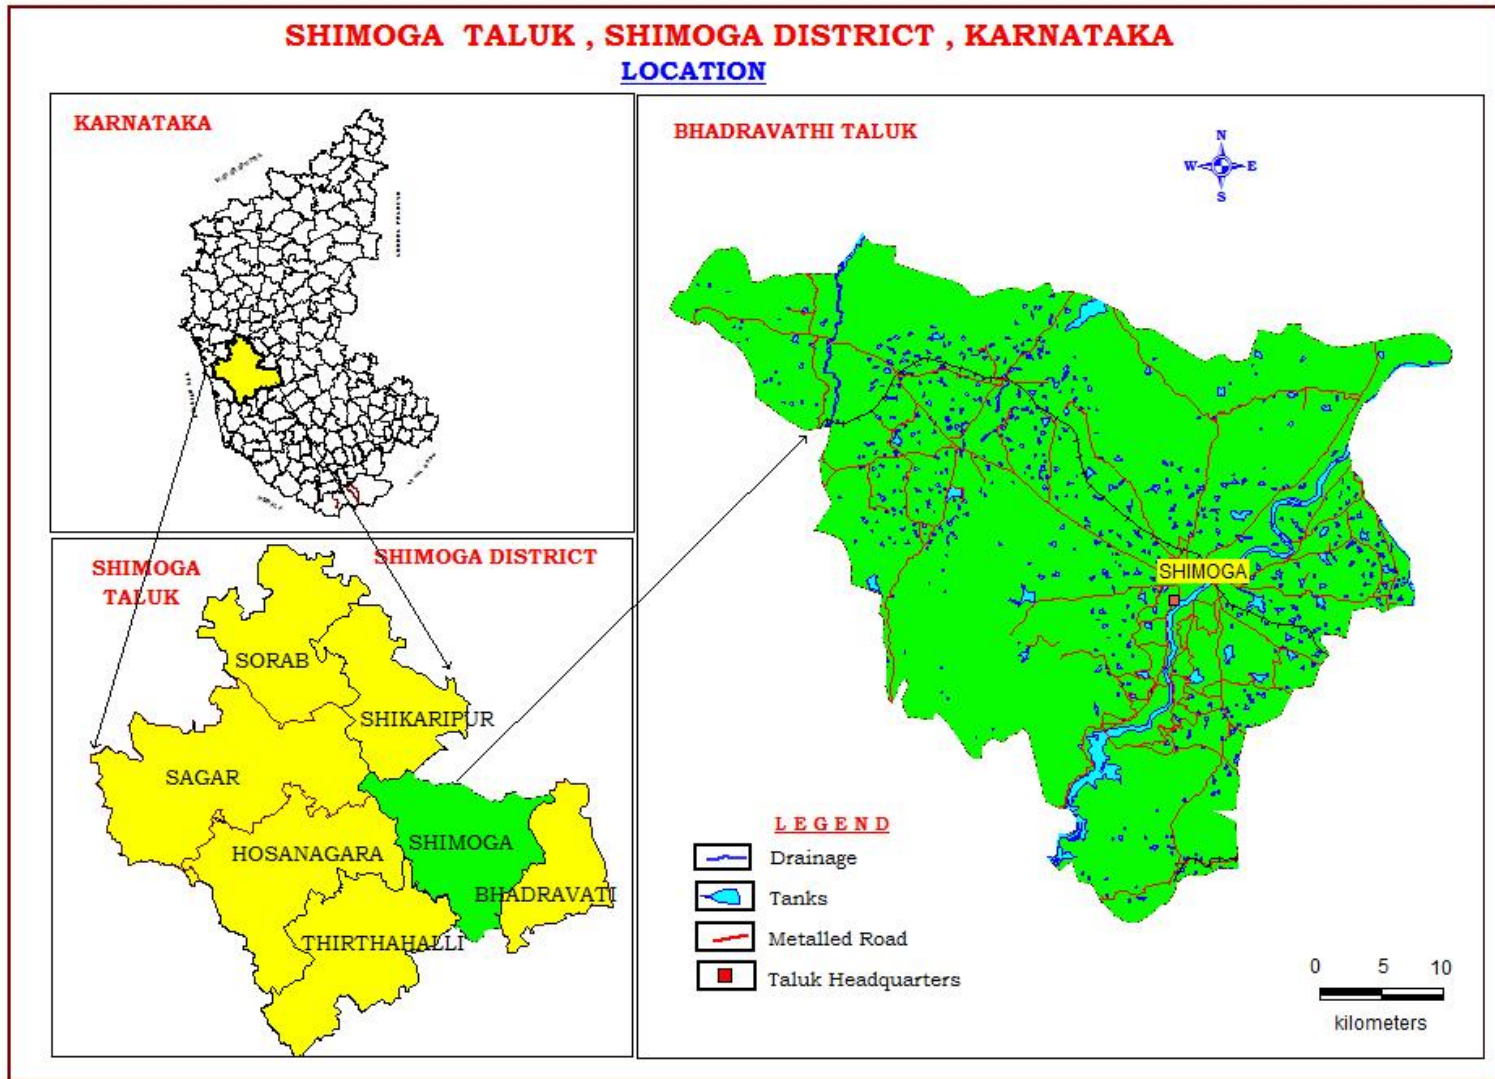 SHIMOGA TALUK , SHIMOGA DISTRICT , KARNATAKA
LOCATION
KARNATAKA
SHIMOGA
TALUK
SHIMOGA DISTRICT
SORAB
SHIKARIPUR
SAGAR
HOSANAGARA
SHIMOGA
BHADRAVATI
THIRTHAHALLI
BHADRAVATHI TALUK
N
W E
S
SHIMOGA
LEGEND
Drainage
Tanks
Metalled Road
Taluk Headquarters
0 5 10
kilometers